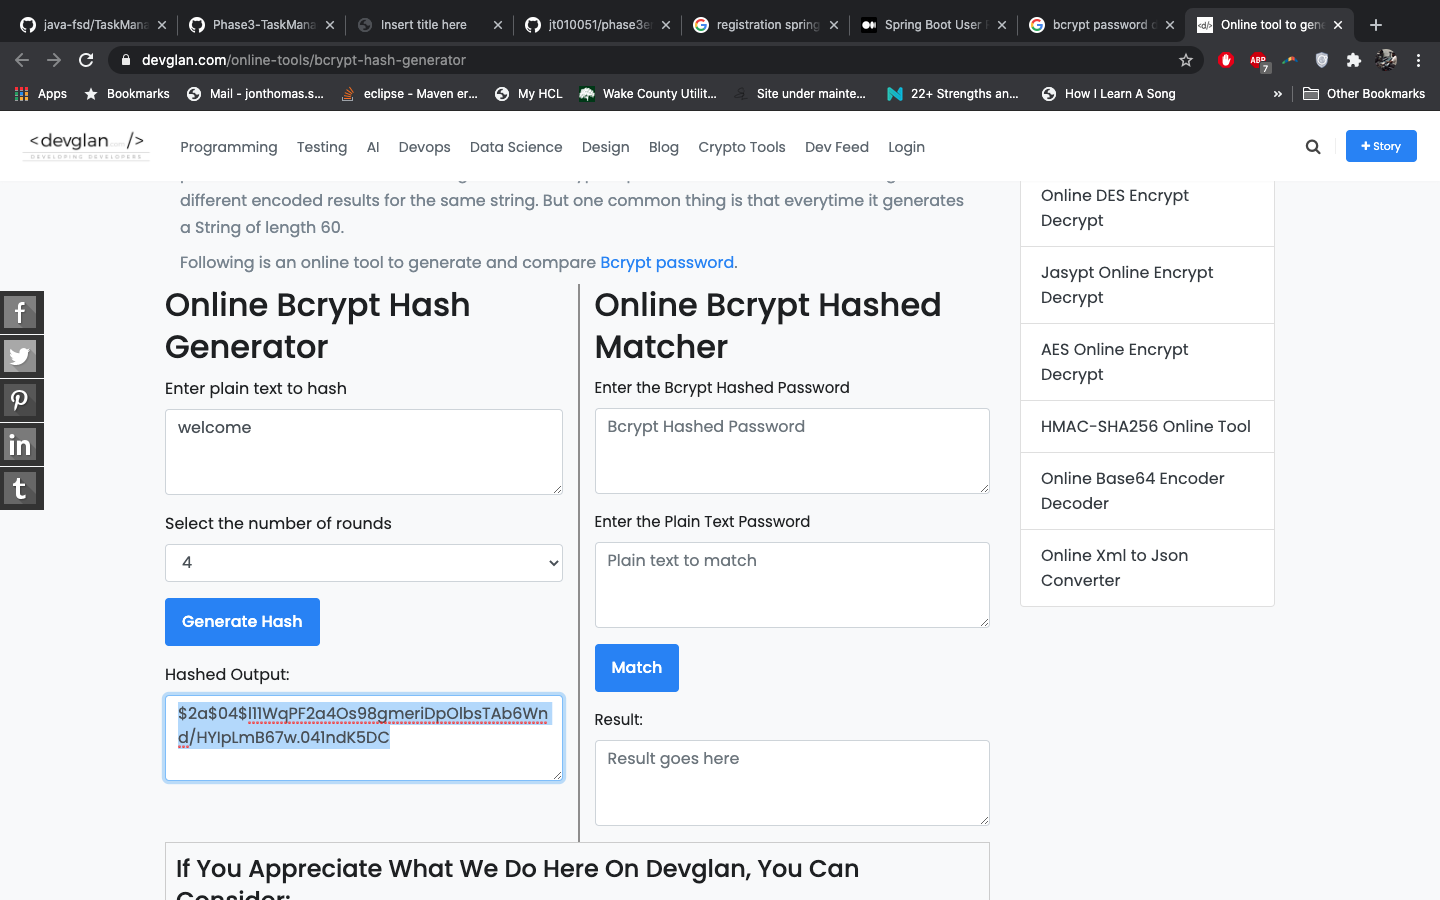 java-fsd/TaskMana
Phase3-TaskMana
Insert title here
jt010051/phase3e
registration spring
Spring Boot User
bcrypt password d
Online tool to gene
devglan.com/online-tools/bcrypt-hash-generator
ABP
7
Apps
Bookmarks
Mail - jonthomas.s...
eclipse - Maven er...
My HCL
Wake County Utilit...
Site under mainte...
22+ Strengths an...
How I Learn A Song
»
Other Bookmarks
<devglan.com/>
DEVELOPING DEVELOPERS
Programming
Testing
AI
Devops
Data Science
Design
Blog
Crypto Tools
Dev Feed
Login
+ Story
different encoded results for the same string. But one common thing is that everytime it generates
a String of length 60.
Following is an online tool to generate and compare Bcrypt password.
Online Bcrypt Hash
Generator
Enter plain text to hash
welcome
Select the number of rounds
4
Generate Hash
Hashed Output:
$2a$04$l11WqPF2a4Os98gmeriDpOlbsTAb6Wn
d/HYIpLmB67w.041ndK5DC
Online Bcrypt Hashed
Matcher
Enter the Bcrypt Hashed Password
Bcrypt Hashed Password
Enter the Plain Text Password
Plain text to match
Match
Result:
Result goes here
Online DES Encrypt
Decrypt
Jasypt Online Encrypt
Decrypt
AES Online Encrypt
Decrypt
HMAC-SHA256 Online Tool
Online Base64 Encoder
Decoder
Online Xml to Json
Converter
If You Appreciate What We Do Here On Devglan, You Can
Consider: